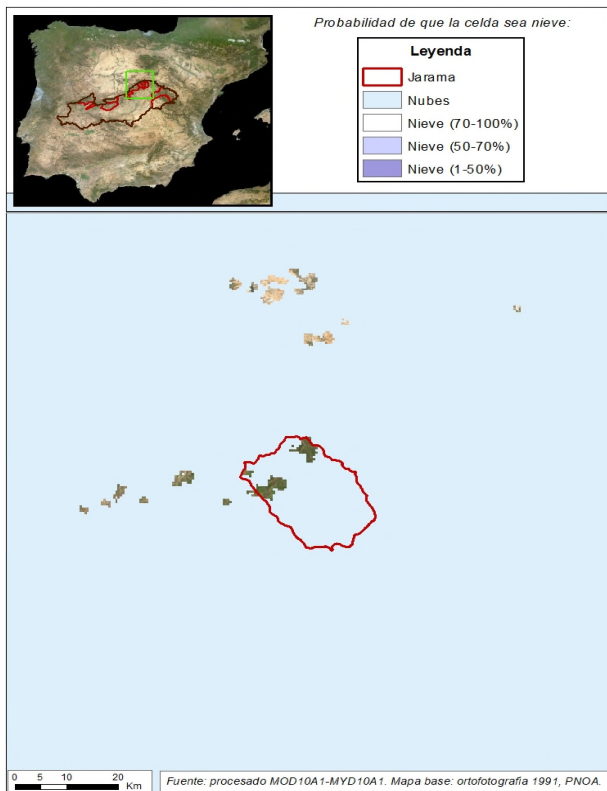 Probabilidad de que la celda sea nieve:
Leyenda
Jarama
Nubes
Nieve (70-100%)
Nieve (50-70%)
Nieve (1-50%)
0 5 10 20
Km
Fuente: procesado MOD10A1-MYD10A1. Mapa base: ortofotografia 1991, PNOA.